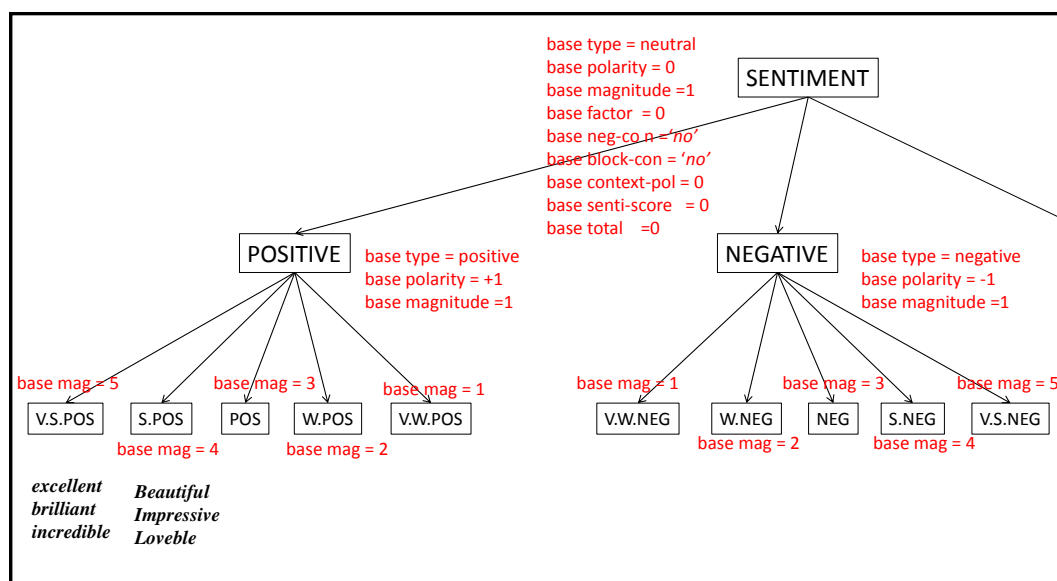 base type = neutral
base polarity = 0
base magnitude =1
base factor = 0
base neg-co n ='no'
base block-con = 'no'
base context-pol = 0
base senti-score = 0
base total =0
SENTIMENT
POSITIVE
base type = positive
base polarity = +1
base magnitude =1
NEGATIVE
base type = negative
base polarity = -1
base magnitude =1
base mag = 5
base mag = 3
base mag = 1
V.S.POS
S.POS
POS
W.POS
V.W.POS
base mag = 4
base mag = 2
base mag = 1
base mag = 3
base mag = 5
V.W.NEG
W.NEG
NEG
S.NEG
V.S.NEG
base mag = 2
base mag = 4
excellent
brilliant
incredible
Beautiful
Impressive
Loveble